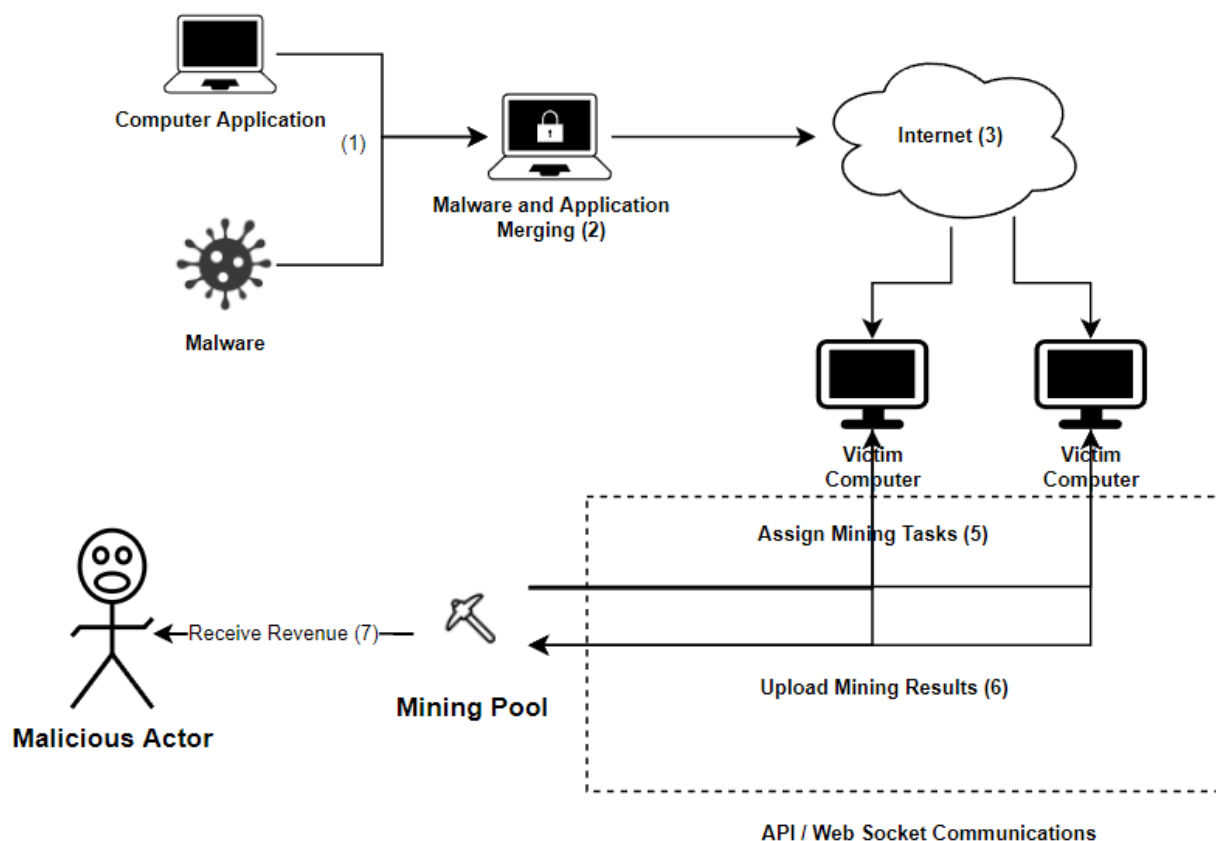 Computer Application
(1)
Malware and Application
Merging (2)
Internet (3)
Malware
Victim
Computer
Victim
Computer
Assign Mining Tasks (5)
Receive Revenue (7)
Mining Pool
Upload Mining Results (6)
Malicious Actor
API / Web Socket Communications